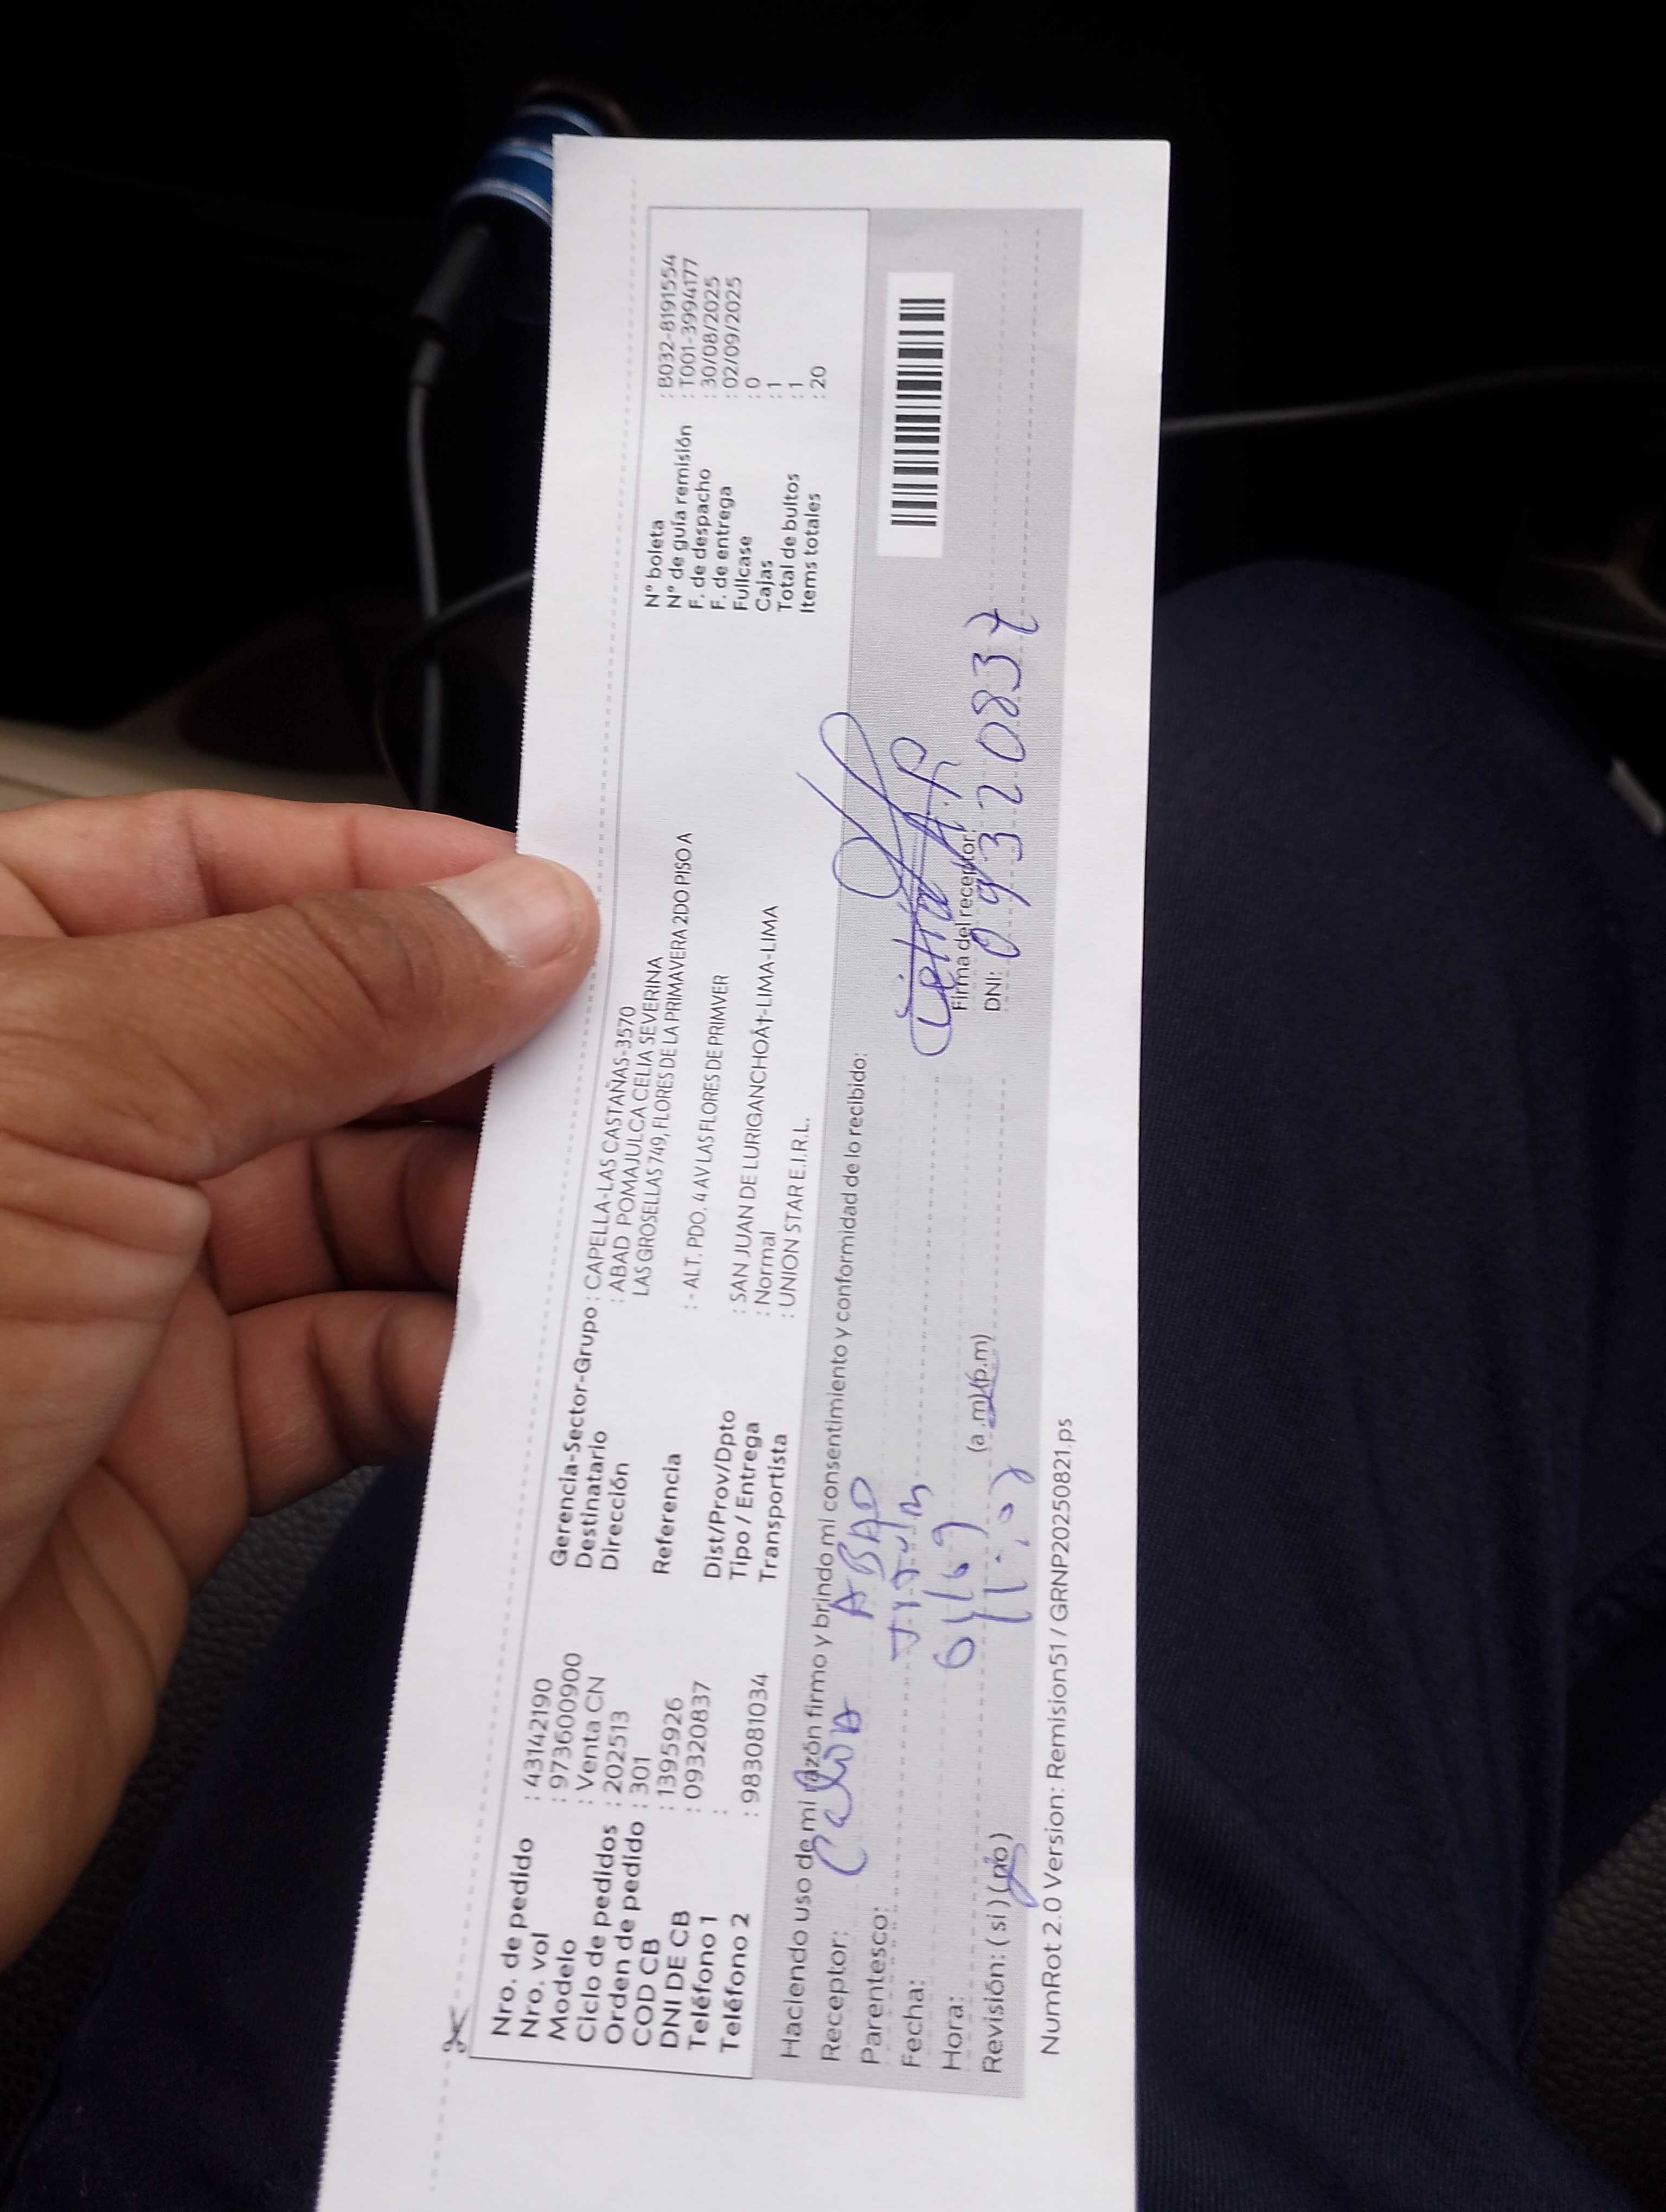 Nro. de pedido : 43142190
Nro. vol : 973600900
Modelo : Venta CN
Ciclo de pedidos : 202513
Orden de pedido : 301
COD CB : 1395926
DNI DE CB : 09320837
Teléfono 1 :
Teléfono 2 : 983081034
Gerencia-Sector-Grupo : CAPELLA-LAS CASTAÑAS-3570
Destinatario : ABAD POMAJULCA CELIA SEVERINA
Dirección LAS GROSELLAS 749, FLORES DE LA PRIMAVERA 2DO PISO A
Referencia : - ALT. PDO. 4 AV LAS FLORES DE PRIMVER
Dist/Prov/Dpto : SAN JUAN DE LURIGANCHOÂ†-LIMA-LIMA
Tipo / Entrega : Normal
Transportista : UNION STAR E.I.R.L.
N° boleta : B032-8191554
N° de guía remisión : T001-3994177
F. de despacho : 30/08/2025
F. de entrega : 02/09/2025
Fullcase : 0
Cajas : 1
Total de bultos : 1
Items totales : 20
Haciendo uso de mi razón firmo y brindo mi consentimiento y conformidad de lo recibido:
Receptor: Celia ABAD
Parentesco:
Fecha:
Hora: (a.m) (p.m)
Revisión: ( si ) ( no )
Firma del receptor
DNI: 09320837
NumRot 2.0 Version: Remision51 / GRNP20250821.ps